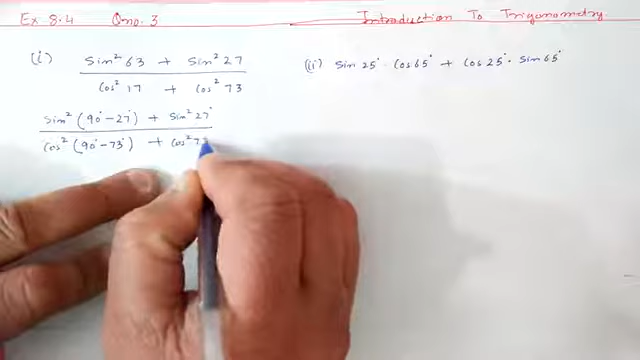 Ex 8.4 Qno. 3 Introduction To Trigonometry.
(i) Sin² 63 + Sin² 27
Cos² 17 + Cos² 73
Sin² (90° - 27°) + Sin² 27°
Cos² (90° - 73°) + Cos² 73
(ii) Sin 25° Cos 65° + Cos 25° . Sin 65°